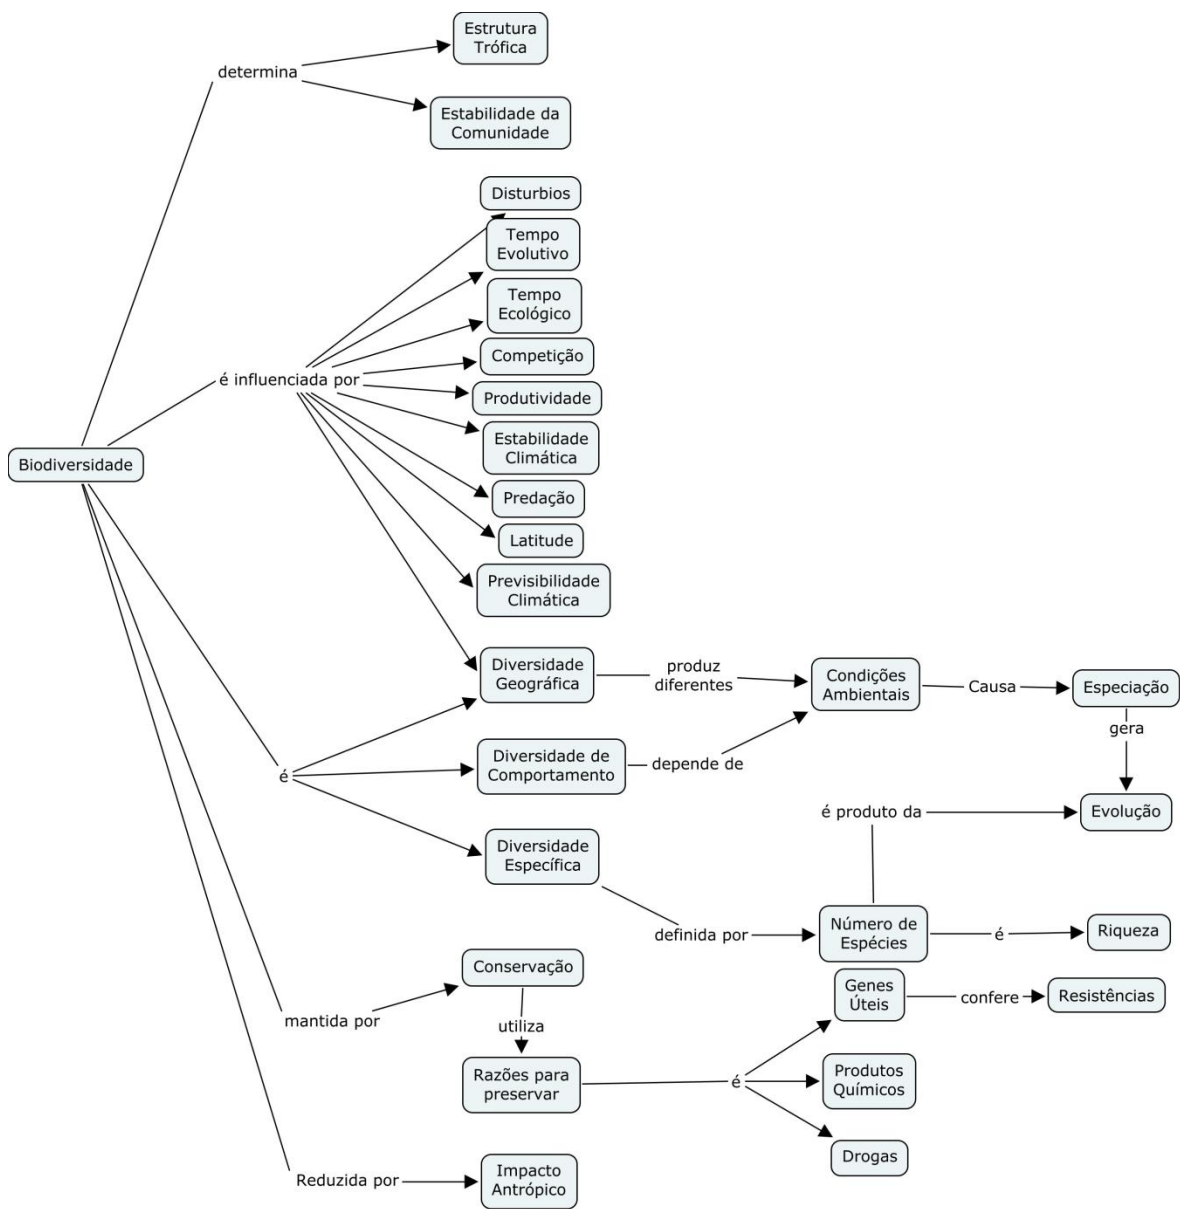 Estrutura
Trófica
determina
Estabilidade da
Comunidade
Disturbios
Tempo
Evolutivo
Tempo
Ecológico
Competição
é influenciada por
Produtividade
Estabilidade
Climática
Biodiversidade
Predação
Latitude
Previsibilidade
Climática
Diversidade
Geográfica
produz
diferentes
Condições
Ambientais
Causa
Especiação
gera
Diversidade de
Comportamento
depende de
é
é produto da
Evolução
Diversidade
Específica
definida por
Número de
Espécies
é
Riqueza
Conservação
Genes
Úteis
confere
Resistências
mantida por
utiliza
Razões para
preservar
é
Produtos
Químicos
Drogas
Reduzida por
Impacto
Antrópico